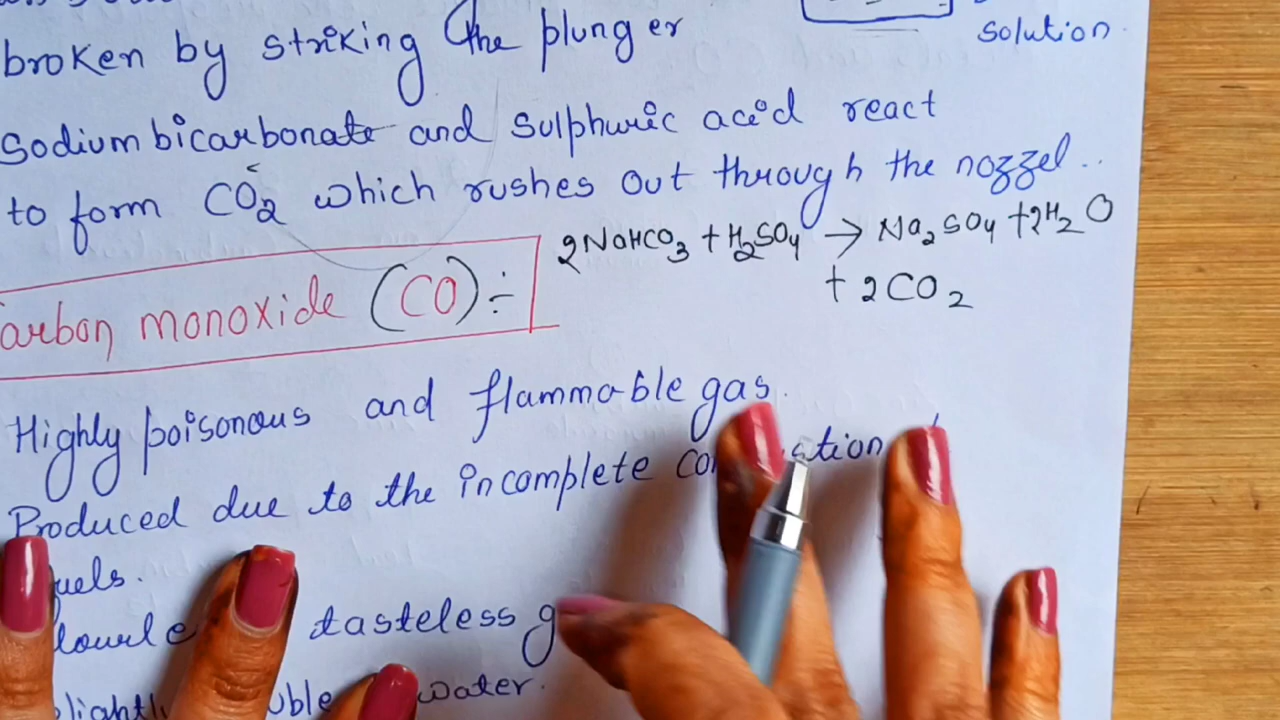 broken by striking the plunger
solution
Sodium bicarbonate and Sulphuric acid react
to form CO2 which rushes out through the nozzel..
2NaHCO3 + H2SO4 → Na2SO4 + 2H2O
+ 2CO2
arbon monoxide (CO) :-
Highly poisonous and flammable gas.
Produced due to the incomplete
uels.
tasteless
water.